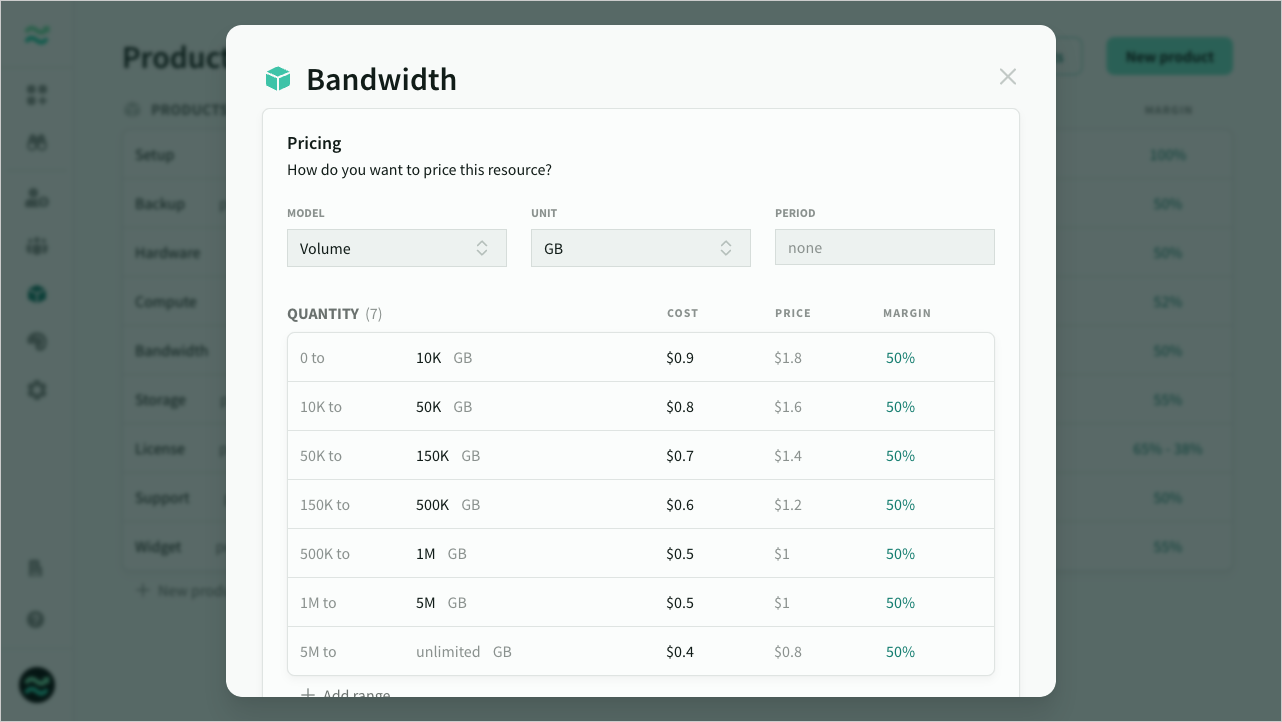 Product
New product
PRODUCTS
MARGIN
Setup
100%
Backup
50%
Hardware
50%
Compute
52%
Bandwidth
50%
Storage
55%
License
65% - 38%
Support
50%
Widget
55%
+ New prod
Bandwidth
Pricing
How do you want to price this resource?
MODEL UNIT PERIOD
Volume GB none
QUANTITY (7) COST PRICE MARGIN
0 to 10K GB $0.9 $1.8 50%
10K to 50K GB $0.8 $1.6 50%
50K to 150K GB $0.7 $1.4 50%
150K to 500K GB $0.6 $1.2 50%
500K to 1M GB $0.5 $1 50%
1M to 5M GB $0.5 $1 50%
5M to unlimited GB $0.4 $0.8 50%
+ Add range